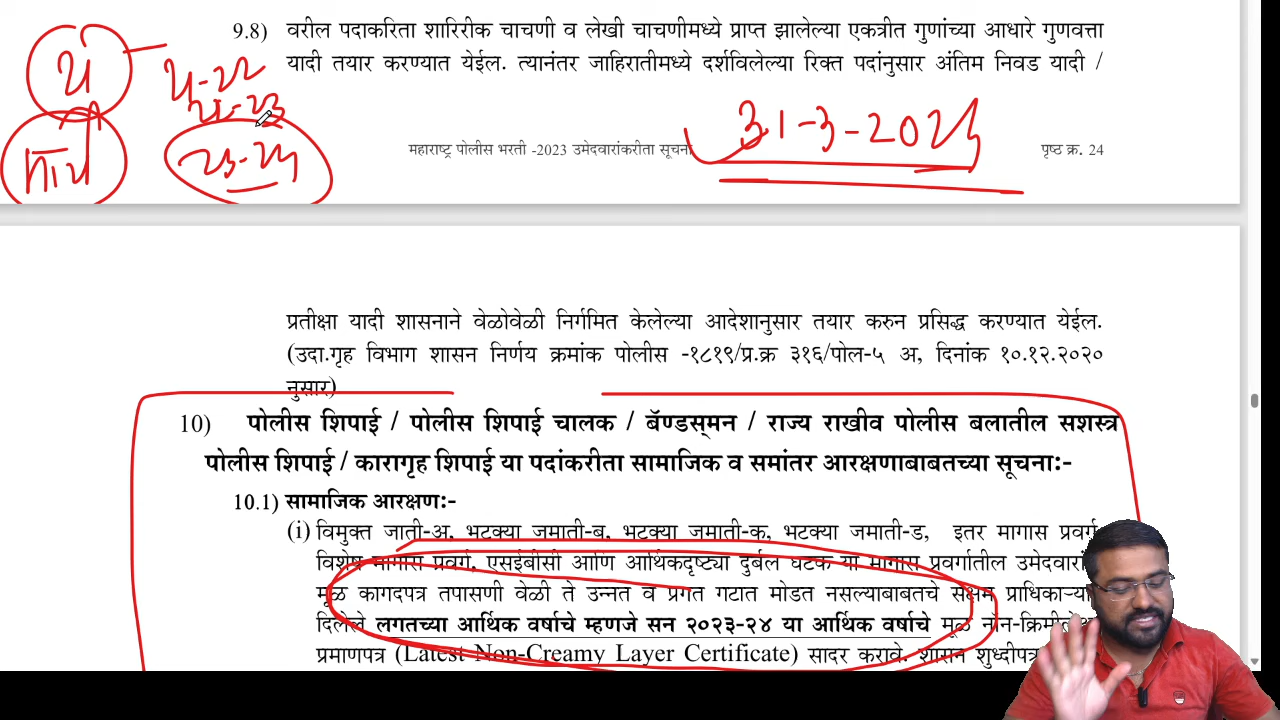 9.8) वरील पदाकरिता शारिरीक चाचणी व लेखी चाचणीमध्ये प्राप्त झालेल्या एकत्रीत गुणांच्या आधारे गुणवत्ता
यादी तयार करण्यात येईल. त्यानंतर जाहिरातीमध्ये दर्शविलेल्या रिक्त पदांनुसार अंतिम निवड यादी /
31-3-2024
23-24
महाराष्ट्र पोलीस भरती -2023 उमेदवारांकरीता सूचना
पृष्ठ क्र. 24
प्रतीक्षा यादी शासनाने वेळोवेळी निर्गमित केलेल्या आदेशानुसार तयार करुन प्रसिद्ध करण्यात येईल.
(उदा.गृह विभाग शासन निर्णय क्रमांक पोलीस -१८१९/प्र.क्र ३१६/पोल-५ अ, दिनांक १०.१२.२०२०
नुसार)
10) पोलीस शिपाई / पोलीस शिपाई चालक / बॅण्डस्‌मन / राज्य राखीव पोलीस बलातील सशस्त्र
पोलीस शिपाई / कारागृह शिपाई या पदांकरीता सामाजिक व समांतर आरक्षणाबाबतच्या सूचनाः-
10.1) सामाजिक आरक्षणः-
(i) विमुक्त जाती-अ, भटक्या जमाती-ब, भटक्या जमाती-क, भटक्या जमाती-ड, इतर मागास प्रवर्ग,
विशेष मागास प्रवर्ग, एसईबीसी आणि आर्थिकदृष्ट्या दुर्बल घटक या मागास प्रवर्गातील
मूळ कागदपत्र तपासणी वेळी ते उन्नत व प्रगत गटात मोडत नसल्याबाबतचे सक्षम
दिलेले लगतच्या आर्थिक वर्षाचे म्हणजे सन २०२३-२४ या आर्थिक वर्षाचे मूळ
प्रमाणपत्र (Latest Non-Creamy Layer Certificate) सादर करावे. शासन